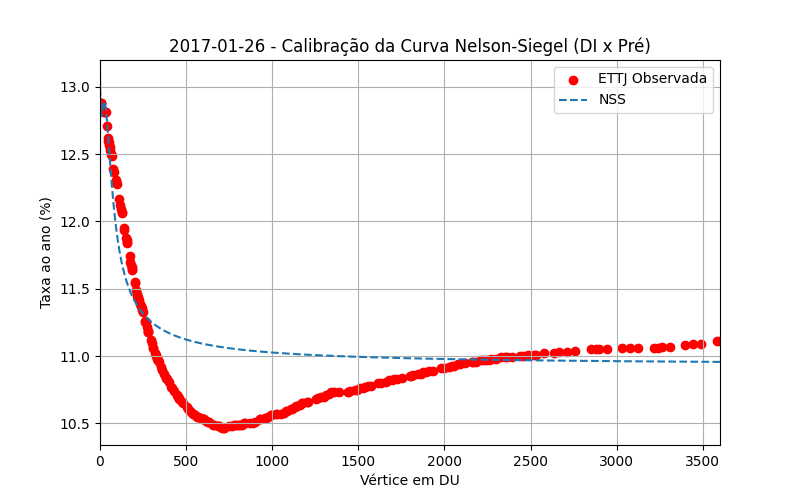 2017-01-26 - Calibração da Curva Nelson-Siegel (DI x Pré)
ETTJ Observada
NSS
Taxa ao ano (%)
13.0
12.5
12.0
11.5
11.0
10.5
0 500 1000 1500 2000 2500 3000 3500
Vértice em DU